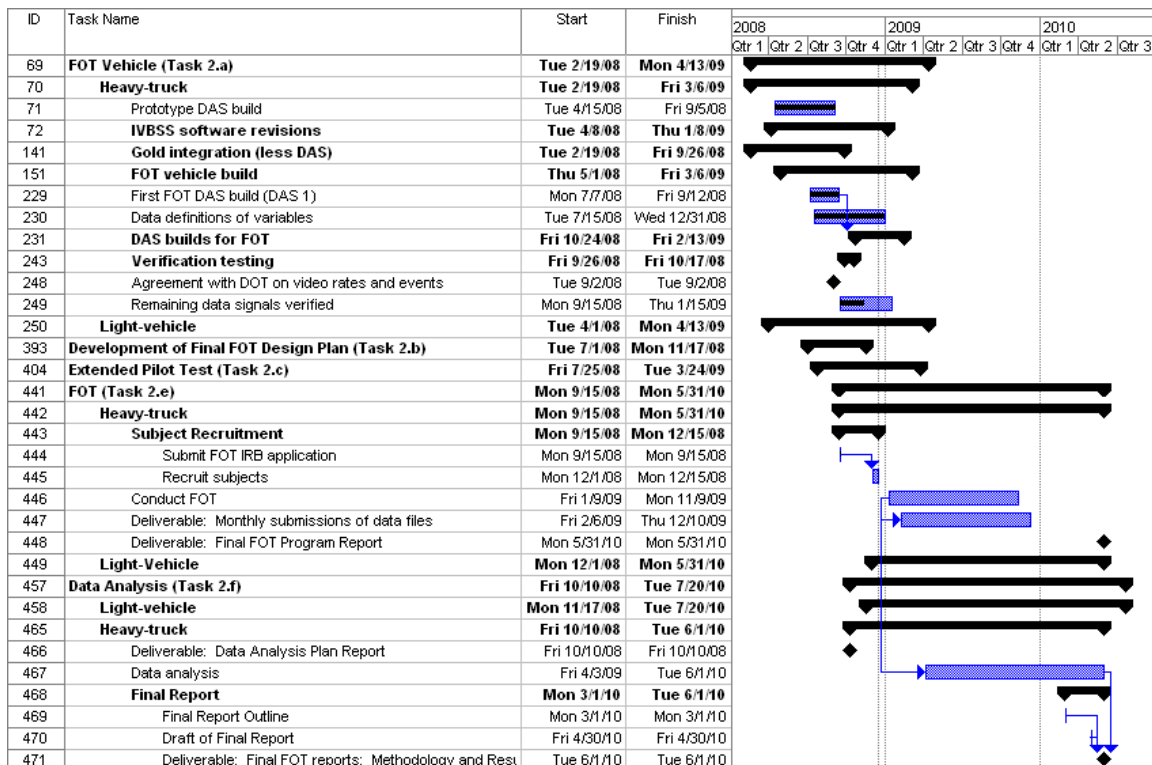 ID Task Name Start Finish 2008 2009 2010
Qtr 1 Qtr 2 Qtr 3 Qtr 4 Qtr 1 Qtr 2 Qtr 3 Qtr 4 Qtr 1 Qtr 2 Qtr 3
69 FOT Vehicle (Task 2.a) Tue 2/19/08 Mon 4/13/09
70 Heavy-truck Tue 2/19/08 Fri 3/6/09
71 Prototype DAS build Tue 4/15/08 Fri 9/5/08
72 IVBSS software revisions Tue 4/8/08 Thu 1/8/09
141 Gold integration (less DAS) Tue 2/19/08 Fri 9/26/08
151 FOT vehicle build Thu 5/1/08 Fri 3/6/09
229 First FOT DAS build (DAS 1) Mon 7/7/08 Fri 9/12/08
230 Data definitions of variables Tue 7/15/08 Wed 12/31/08
231 DAS builds for FOT Fri 10/24/08 Fri 2/13/09
243 Verification testing Fri 9/26/08 Fri 10/17/08
248 Agreement with DOT on video rates and events Tue 9/2/08 Tue 9/2/08
249 Remaining data signals verified Mon 9/15/08 Thu 1/15/09
250 Light-vehicle Tue 4/1/08 Mon 4/13/09
393 Development of Final FOT Design Plan (Task 2.b) Tue 7/1/08 Mon 11/17/08
404 Extended Pilot Test (Task 2.c) Fri 7/25/08 Tue 3/24/09
441 FOT (Task 2.e) Mon 9/15/08 Mon 5/31/10
442 Heavy-truck Mon 9/15/08 Mon 5/31/10
443 Subject Recruitment Mon 9/15/08 Mon 12/15/08
444 Submit FOT IRB application Mon 9/15/08 Mon 9/15/08
445 Recruit subjects Mon 12/1/08 Mon 12/15/08
446 Conduct FOT Fri 1/9/09 Mon 11/9/09
447 Deliverable: Monthly submissions of data files Fri 2/6/09 Thu 12/10/09
448 Deliverable: Final FOT Program Report Mon 5/31/10 Mon 5/31/10
449 Light-Vehicle Mon 12/1/08 Mon 5/31/10
457 Data Analysis (Task 2.f) Fri 10/10/08 Tue 7/20/10
458 Light-vehicle Mon 11/17/08 Tue 7/20/10
465 Heavy-truck Fri 10/10/08 Tue 6/1/10
466 Deliverable: Data Analysis Plan Report Fri 10/10/08 Fri 10/10/08
467 Data analysis Fri 4/3/09 Tue 6/1/10
468 Final Report Mon 3/1/10 Tue 6/1/10
469 Final Report Outline Mon 3/1/10 Mon 3/1/10
470 Draft of Final Report Fri 4/30/10 Fri 4/30/10
471 Deliverable: Final FOT reports: Methodology and Resu Tue 6/1/10 Tue 6/1/10